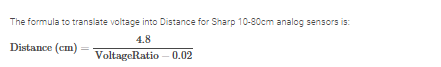 The formula to translate voltage into Distance for Sharp 10-80cm analog sensors is:
Distance (cm) = 4.8 / VoltageRatio − 0.02